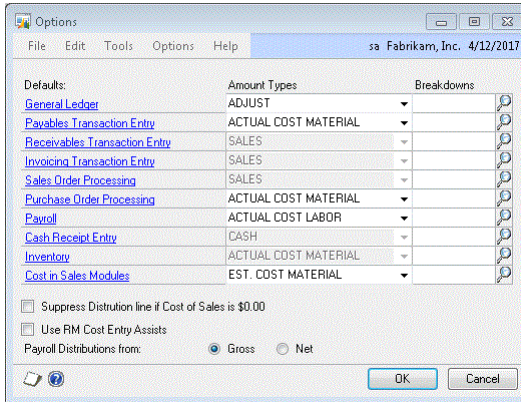 Options
File Edit Tools Options Help sa Fabrikam, Inc. 4/12/2017
Defaults: Amount Types Breakdowns
General Ledger ADJUST
Payables Transaction Entry ACTUAL COST MATERIAL
Receivables Transaction Entry SALES
Invoicing Transaction Entry SALES
Sales Order Processing SALES
Purchase Order Processing ACTUAL COST MATERIAL
Payroll ACTUAL COST LABOR
Cash Receipt Entry CASH
Inventory ACTUAL COST MATERIAL
Cost in Sales Modules EST. COST MATERIAL
Suppress Distrution line if Cost of Sales is $0.00
Use RM Cost Entry Assists
Payroll Distributions from: Gross Net
OK Cancel